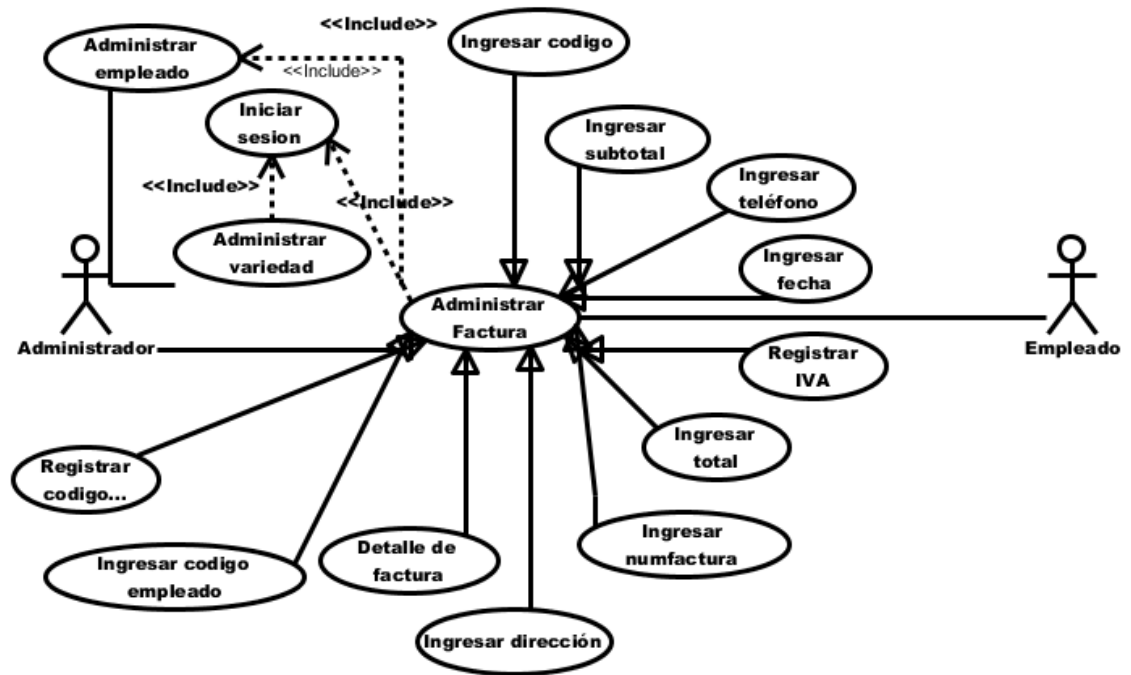 <<Include>>
Ingresar codigo
Administrar
empleado
<<Include>>
Iniciar
sesion
Ingresar
subtotal
Ingresar
teléfono
<<Include>>
<<Include>>
Administrar
variedad
Ingresar
fecha
Administrar
Factura
Administrador
Empleado
Registrar
IVA
Ingresar
total
Registrar
codigo...
Ingresar
numfactura
Detalle de
factura
Ingresar codigo
empleado
Ingresar dirección